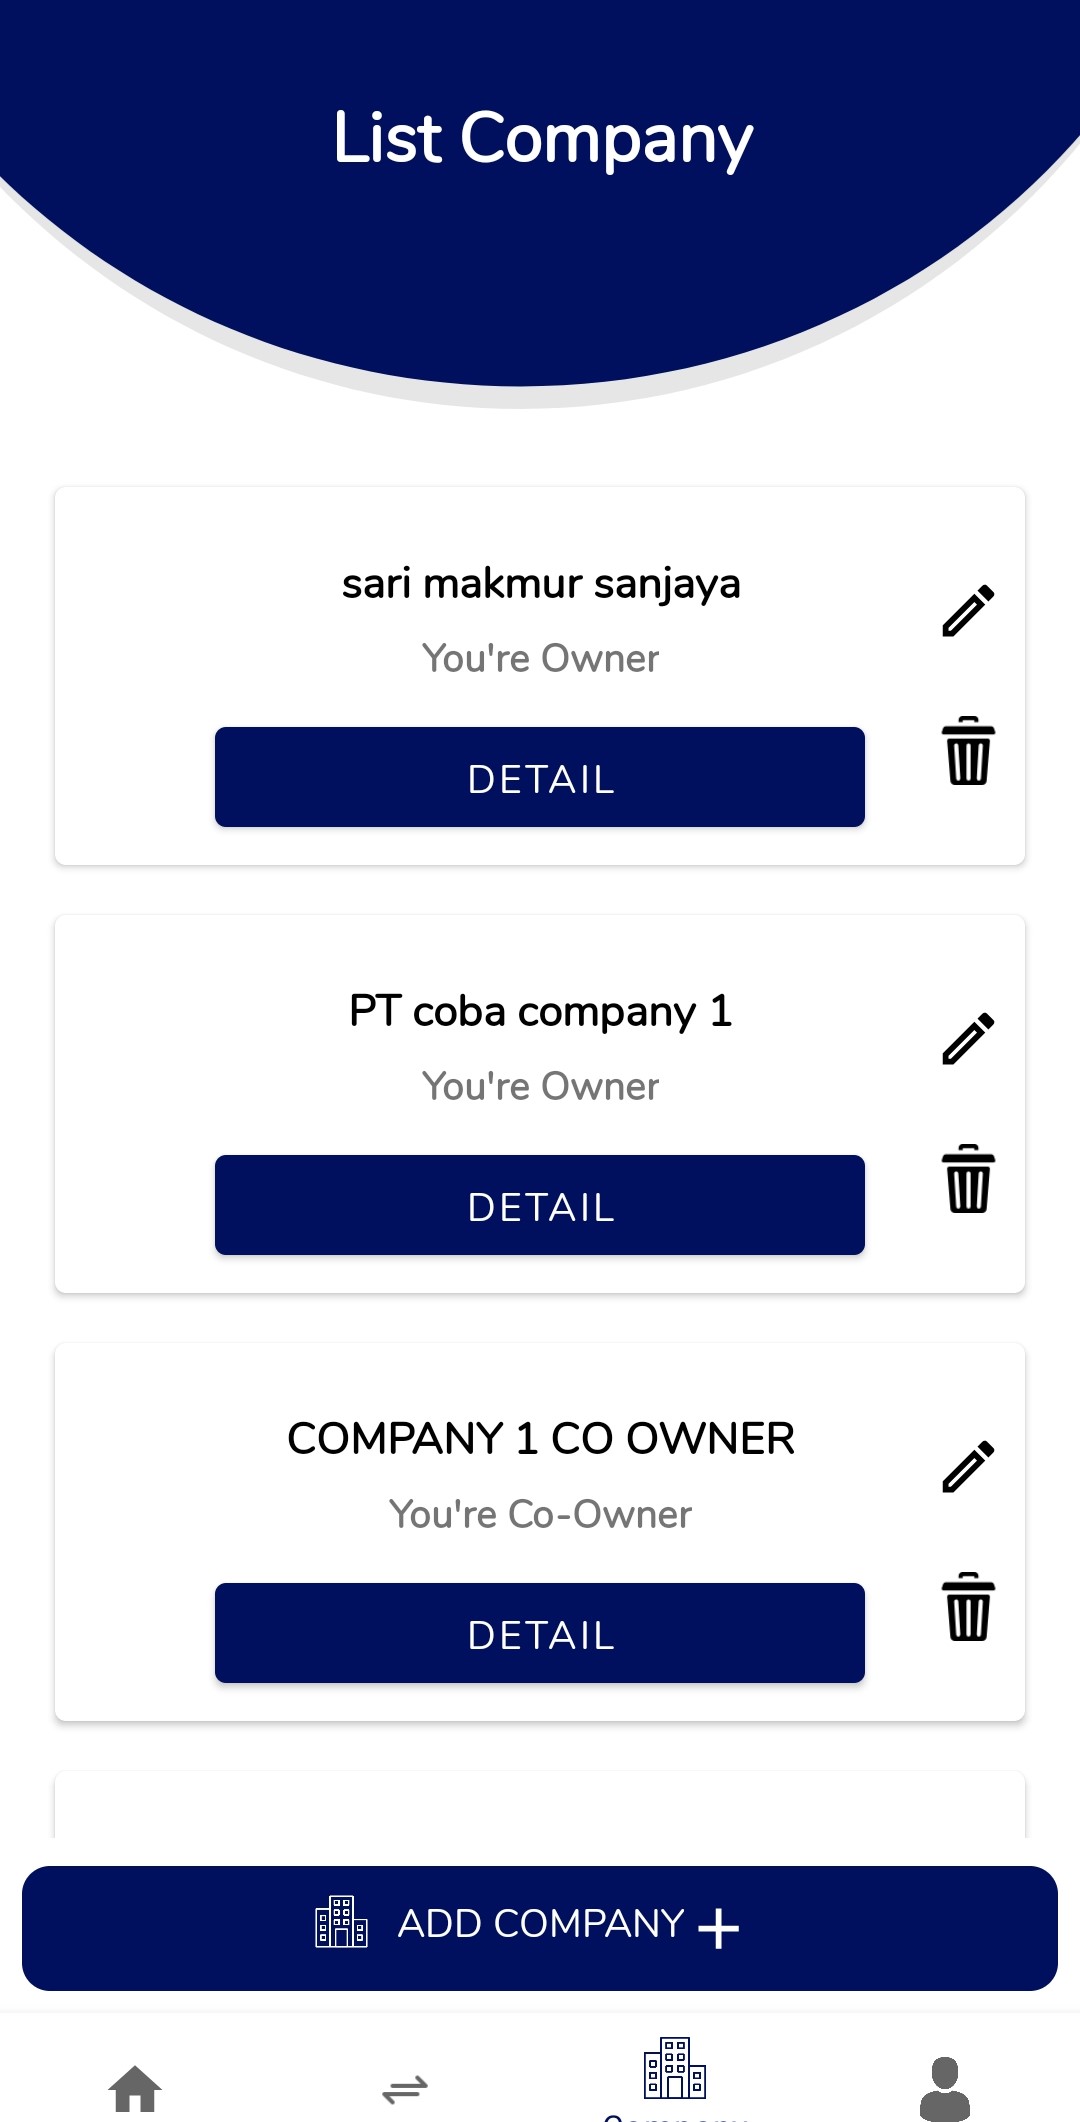 List Company
sari makmur sanjaya
You're Owner
DETAIL
PT coba company 1
You're Owner
DETAIL
COMPANY 1 CO OWNER
You're Co-Owner
DETAIL
ADD COMPANY
Company